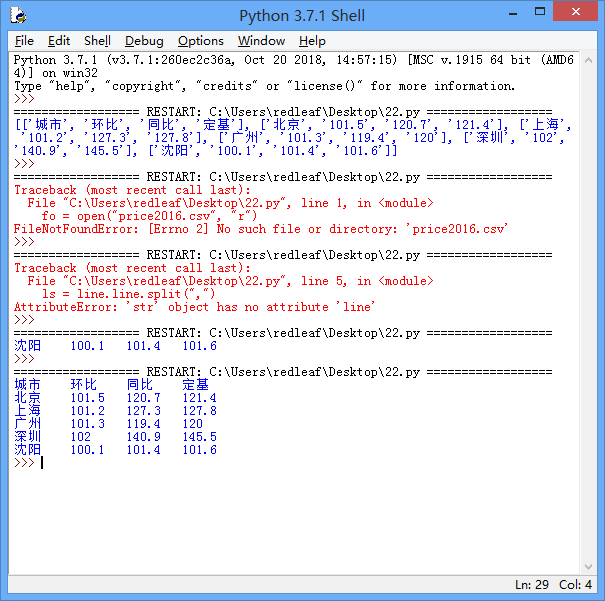 Python 3.7.1 Shell
File Edit Shell Debug Options Window Help
Python 3.7.1 (v3.7.1:260ec2c36a, Oct 20 2018, 14:57:15) [MSC v.1915 64 bit (AMD6
4)] on win32
Type "help", "copyright", "credits" or "license()" for more information.
>>>
================== RESTART: C:\Users\redleaf\Desktop\22.py ==================
[['城市', '环比', '同比', '定基'], ['北京', '101.5', '120.7', '121.4'], ['上海',
 '101.2', '127.3', '127.8'], ['广州', '101.3', '119.4', '120'], ['深圳', '102',
'140.9', '145.5'], ['沈阳', '100.1', '101.4', '101.6']]
>>>
================== RESTART: C:\Users\redleaf\Desktop\22.py ==================
Traceback (most recent call last):
  File "C:\Users\redleaf\Desktop\22.py", line 1, in <module>
    fo = open("price2016.csv", "r")
FileNotFoundError: [Errno 2] No such file or directory: 'price2016.csv'
>>>
================== RESTART: C:\Users\redleaf\Desktop\22.py ==================
Traceback (most recent call last):
  File "C:\Users\redleaf\Desktop\22.py", line 5, in <module>
    ls = line.line.split(",")
AttributeError: 'str' object has no attribute 'line'
>>>
================== RESTART: C:\Users\redleaf\Desktop\22.py ==================
沈阳 100.1 101.4 101.6
>>>
================== RESTART: C:\Users\redleaf\Desktop\22.py ==================
城市 环比 同比 定基
北京 101.5 120.7 121.4
上海 101.2 127.3 127.8
广州 101.3 119.4 120
深圳 102 140.9 145.5
沈阳 100.1 101.4 101.6
>>>
Ln: 29 Col: 4